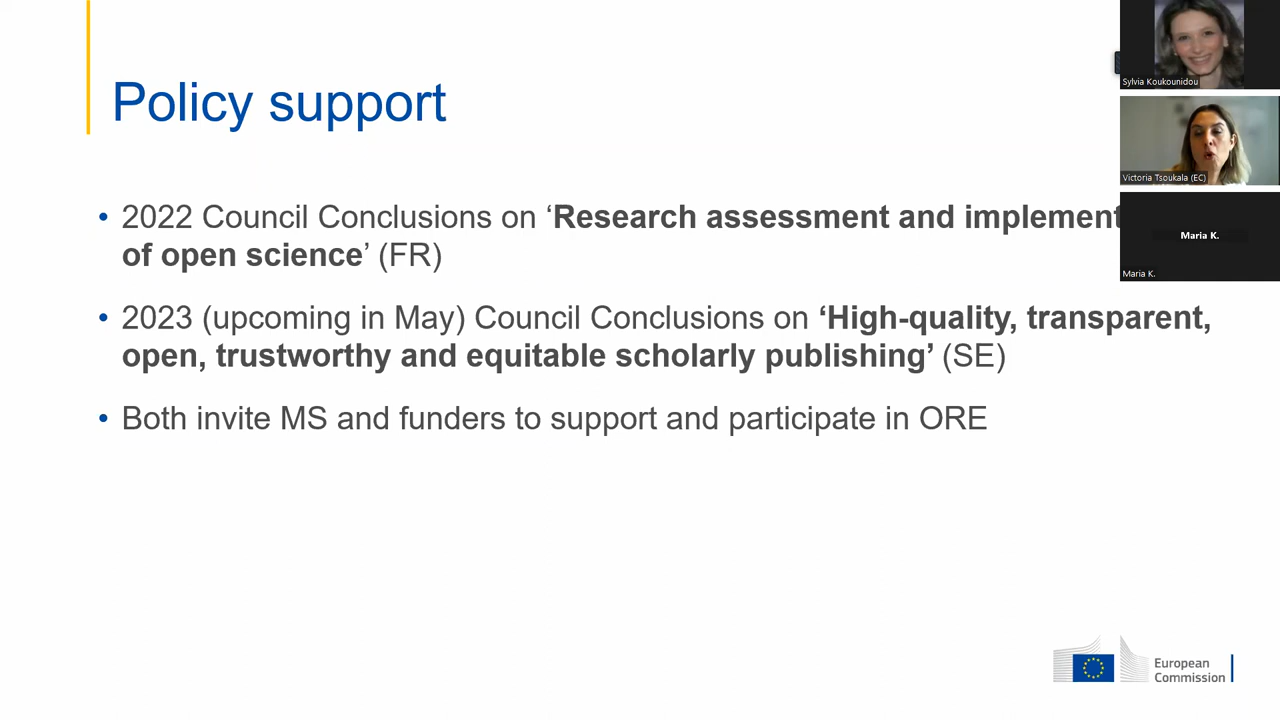 Policy support
• 2022 Council Conclusions on ‘Research assessment and implement
of open science’ (FR)
• 2023 (upcoming in May) Council Conclusions on ‘High-quality, transparent,
open, trustworthy and equitable scholarly publishing’ (SE)
• Both invite MS and funders to support and participate in ORE
Sylvia Koukounidou
Victoria Tsoukala (EC)
Maria K.
Maria K.
European
Commission